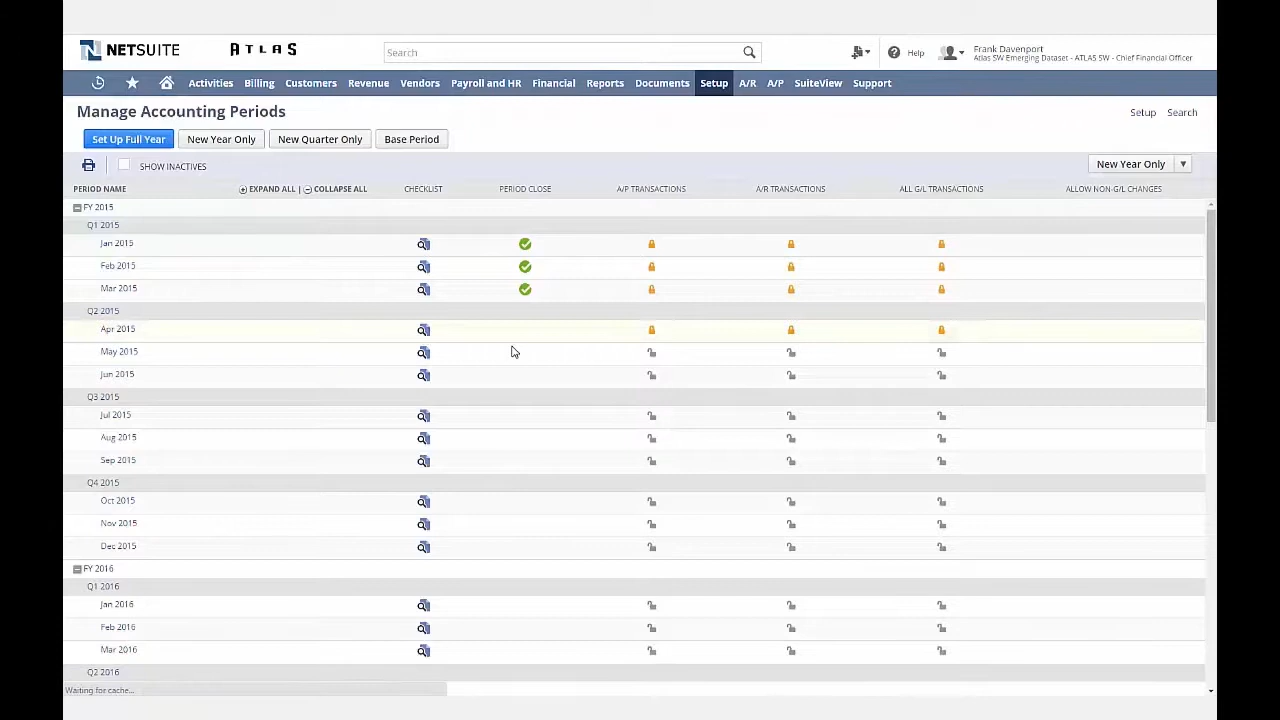 NETSUITE ATLAS Search Help Frank Davenport
Atlas SW Emerging Dataset - ATLAS SW - Chief Financial Officer
Activities Billing Customers Revenue Vendors Payroll and HR Financial Reports Documents Setup A/R A/P SuiteView Support
Manage Accounting Periods Setup Search
Set Up Full Year New Year Only New Quarter Only Base Period
SHOW INACTIVES New Year Only
PERIOD NAME EXPAND ALL | COLLAPSE ALL CHECKLIST PERIOD CLOSE A/P TRANSACTIONS A/R TRANSACTIONS ALL G/L TRANSACTIONS ALLOW NON-G/L CHANGES
FY 2015
Q1 2015
Jan 2015
Feb 2015
Mar 2015
Q2 2015
Apr 2015
May 2015
Jun 2015
Q3 2015
Jul 2015
Aug 2015
Sep 2015
Q4 2015
Oct 2015
Nov 2015
Dec 2015
FY 2016
Q1 2016
Jan 2016
Feb 2016
Mar 2016
Q2 2016
Waiting for cache...